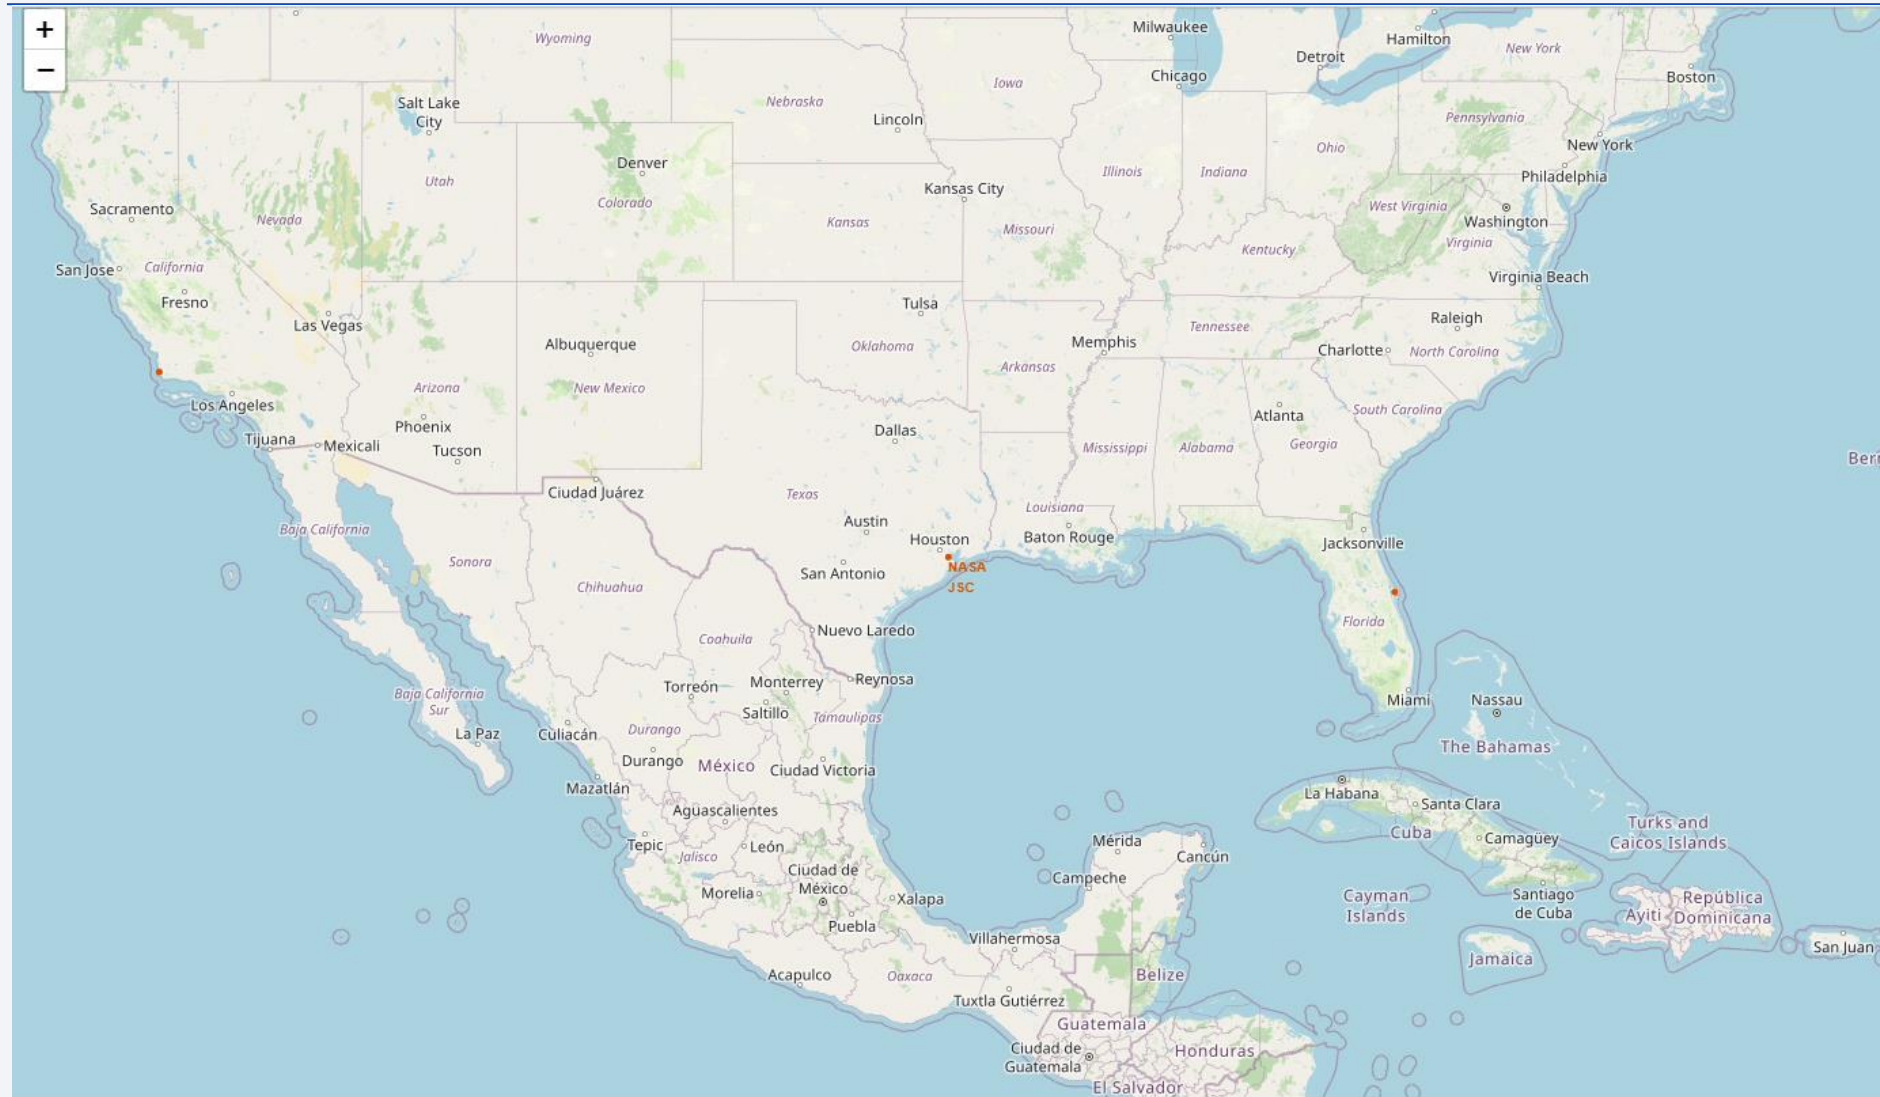 +
−
Wyoming
Milwaukee
Hamilton
New York
Detroit
Chicago
Boston
Iowa
Nebraska
Salt Lake
City
Lincoln
Pennsylvania
New York
Ohio
Denver
Utah
Illinois
Indiana
Philadelphia
Kansas City
Colorado
Sacramento
Nevada
Kansas
Missouri
West Virginia
Washington
Virginia
Kentucky
San Jose
California
Virginia Beach
Fresno
Tulsa
Las Vegas
Raleigh
Tennessee
Albuquerque
Oklahoma
Memphis
Charlotte
North Carolina
Arkansas
Arizona
New Mexico
Los Angeles
South Carolina
Atlanta
Phoenix
Dallas
Tijuana
Mexicali
Tucson
Mississippi
Alabama
Georgia
Ber
Ciudad Juárez
Texas
Louisiana
Baja California
Austin
Houston
Baton Rouge
Jacksonville
Sonora
NASA
JSC
San Antonio
Chihuahua
Florida
Nuevo Laredo
Coahuila
Torreón
Monterrey
Reynosa
Baja California
Sur
Saltillo
Tamaulipas
Miami
Nassau
La Paz
Culiacán
Durango
Durango
México
Ciudad Victoria
The Bahamas
Mazatlán
La Habana
Santa Clara
Aguascalientes
Cuba
Camagüey
Turks and
Caicos Islands
Tepic
León
Jalisco
Mérida
Cancún
Ciudad de
México
Campeche
Morelia
Xalapa
Cayman
Islands
Santiago
de Cuba
República
Dominicana
Ayiti
Puebla
Villahermosa
San Juan
Jamaica
Acapulco
Oaxaca
Belize
Tuxtla Gutiérrez
Guatemala
Ciudad de
Guatemala
Honduras
El Salvador